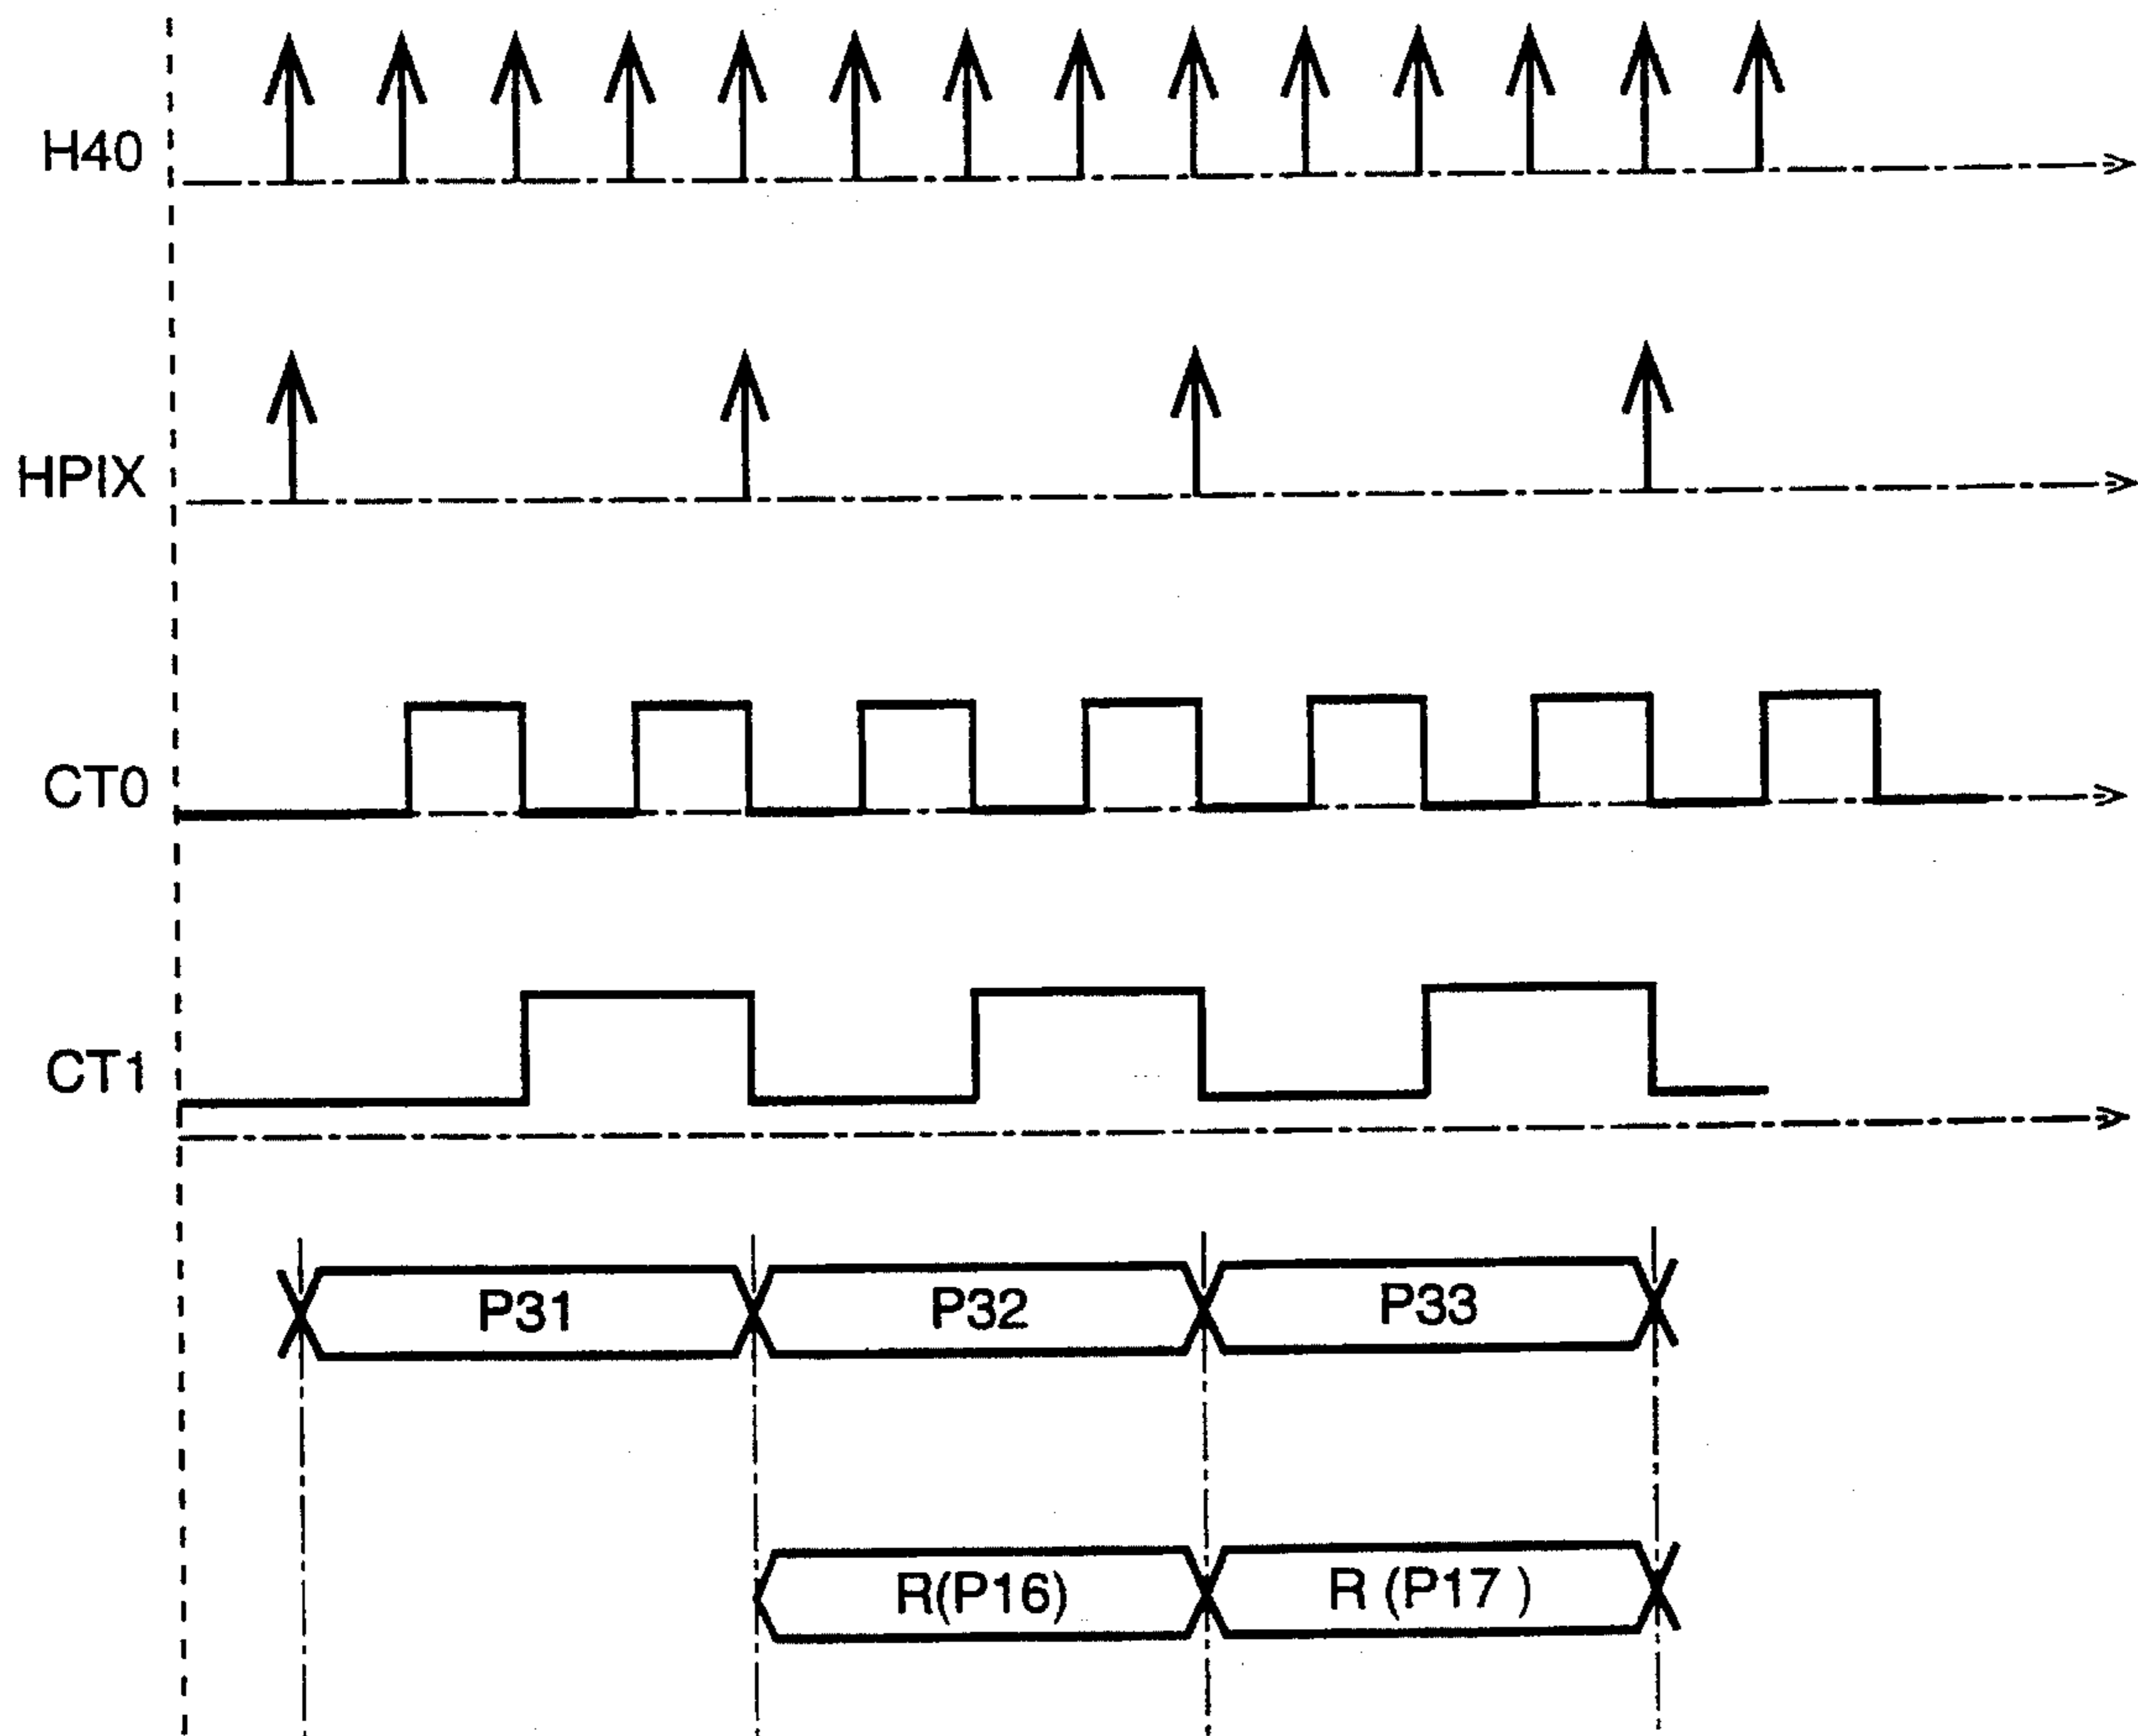 H40
HPIX
CT0
CT1
P31 P32 P33
R(P16) R (P17 )